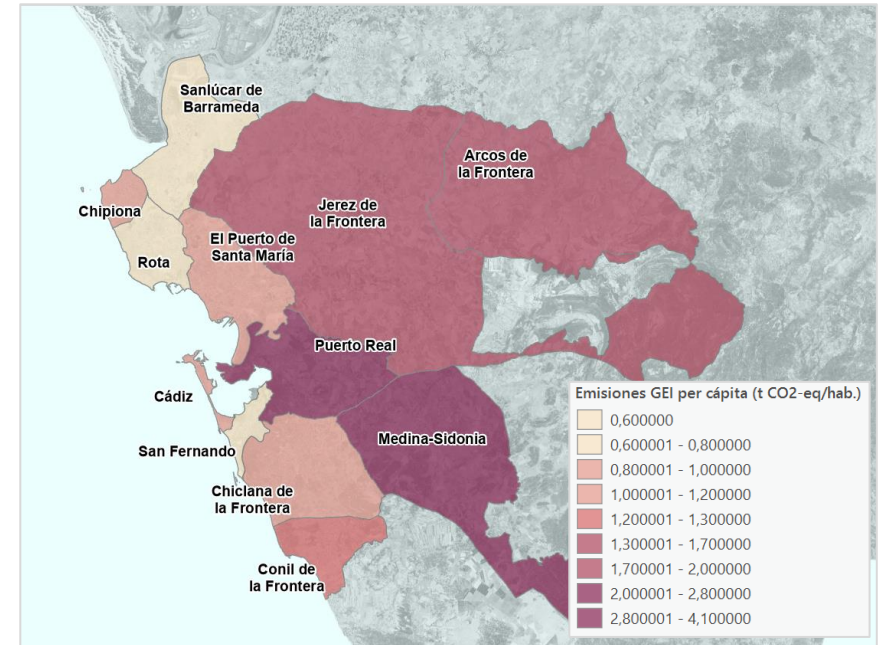 Sanlúcar de
Barrameda
Arcos de
la Frontera
Chipiona
Jerez de
la Frontera
El Puerto de
Santa María
Rota
Puerto Real
Cádiz
Medina-Sidonia
San Fernando
Chiclana de
la Frontera
Conil de
la Frontera
Emisiones GEI per cápita (t CO2-eq/hab.)
0,600000
0,600001 - 0,800000
0,800001 - 1,000000
1,000001 - 1,200000
1,200001 - 1,300000
1,300001 - 1,700000
1,700001 - 2,000000
2,000001 - 2,800000
2,800001 - 4,100000